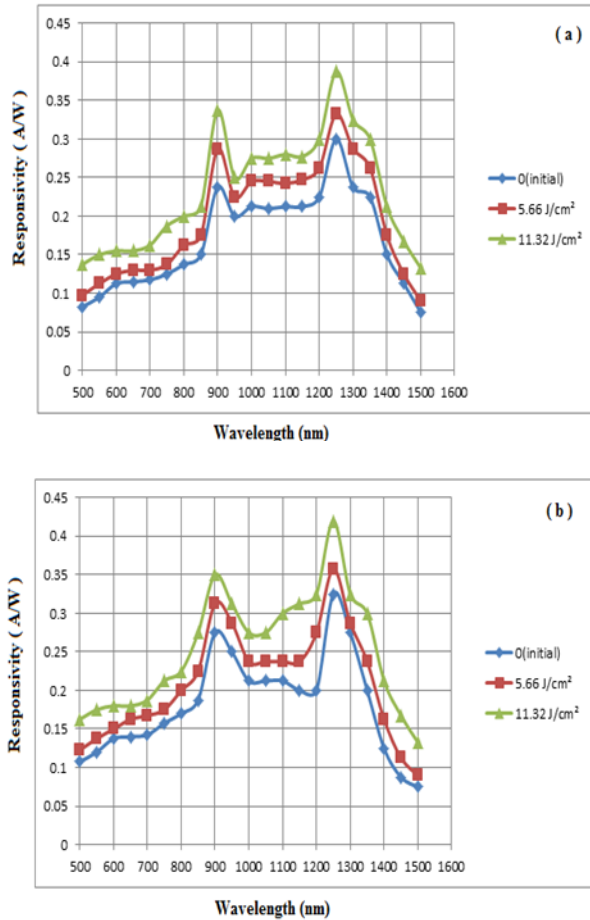 ( a )
Responsivity ( A/W )
0.45
0.4
0.35
0.3
0.25
0.2
0.15
0.1
0.05
0
500 600 700 800 900 1000 1100 1200 1300 1400 1500 1600
Wavelength (nm)
0(initial)
5.66 J/cm²
11.32 J/cm²
( b )
Responsivity ( A/W )
0.45
0.4
0.35
0.3
0.25
0.2
0.15
0.1
0.05
0
500 600 700 800 900 1000 1100 1200 1300 1400 1500 1600
Wavelength (nm)
0(initial)
5.66 J/cm²
11.32 J/cm²